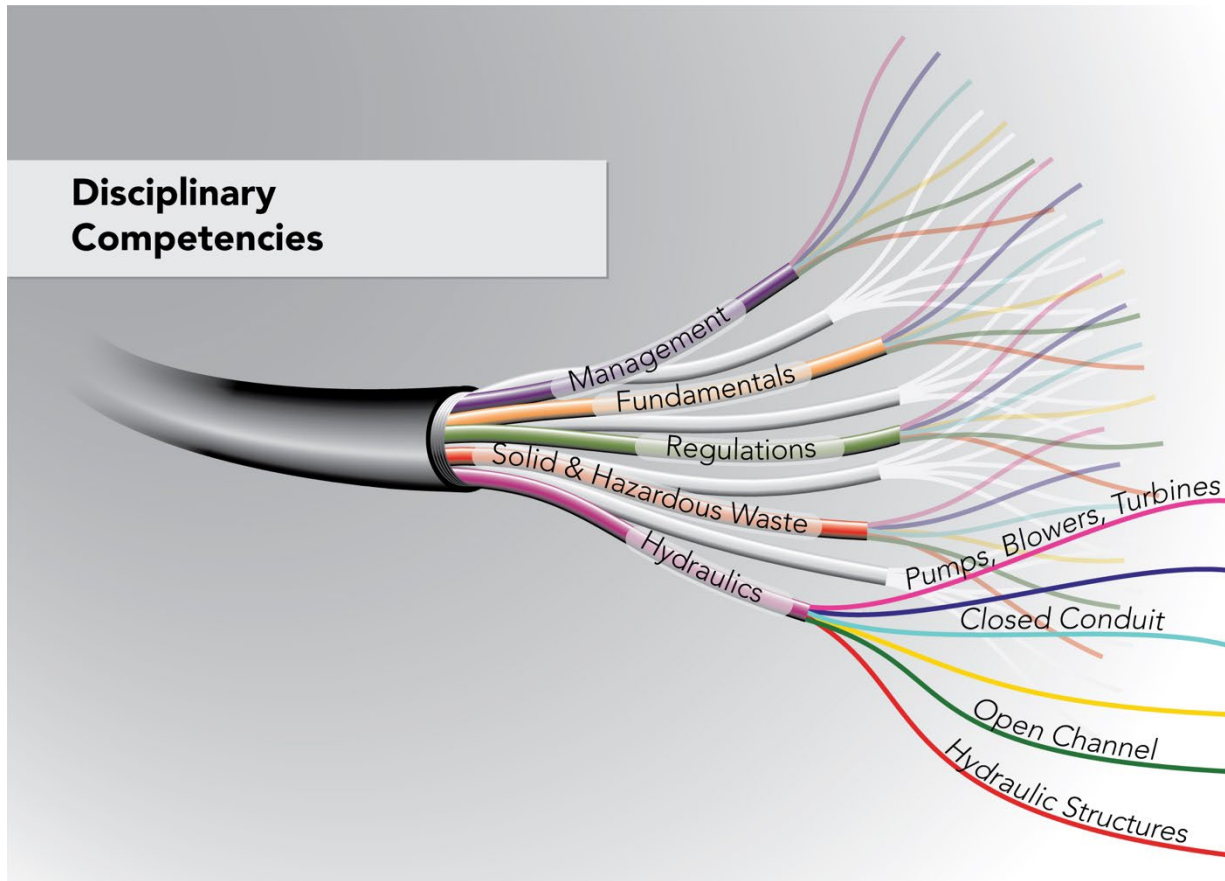 Disciplinary
Competencies
Management
Fundamentals
Regulations
Solid & Hazardous Waste
Hydraulics
Pumps, Blowers, Turbines
Closed Conduit
Open Channel
Hydraulic Structures